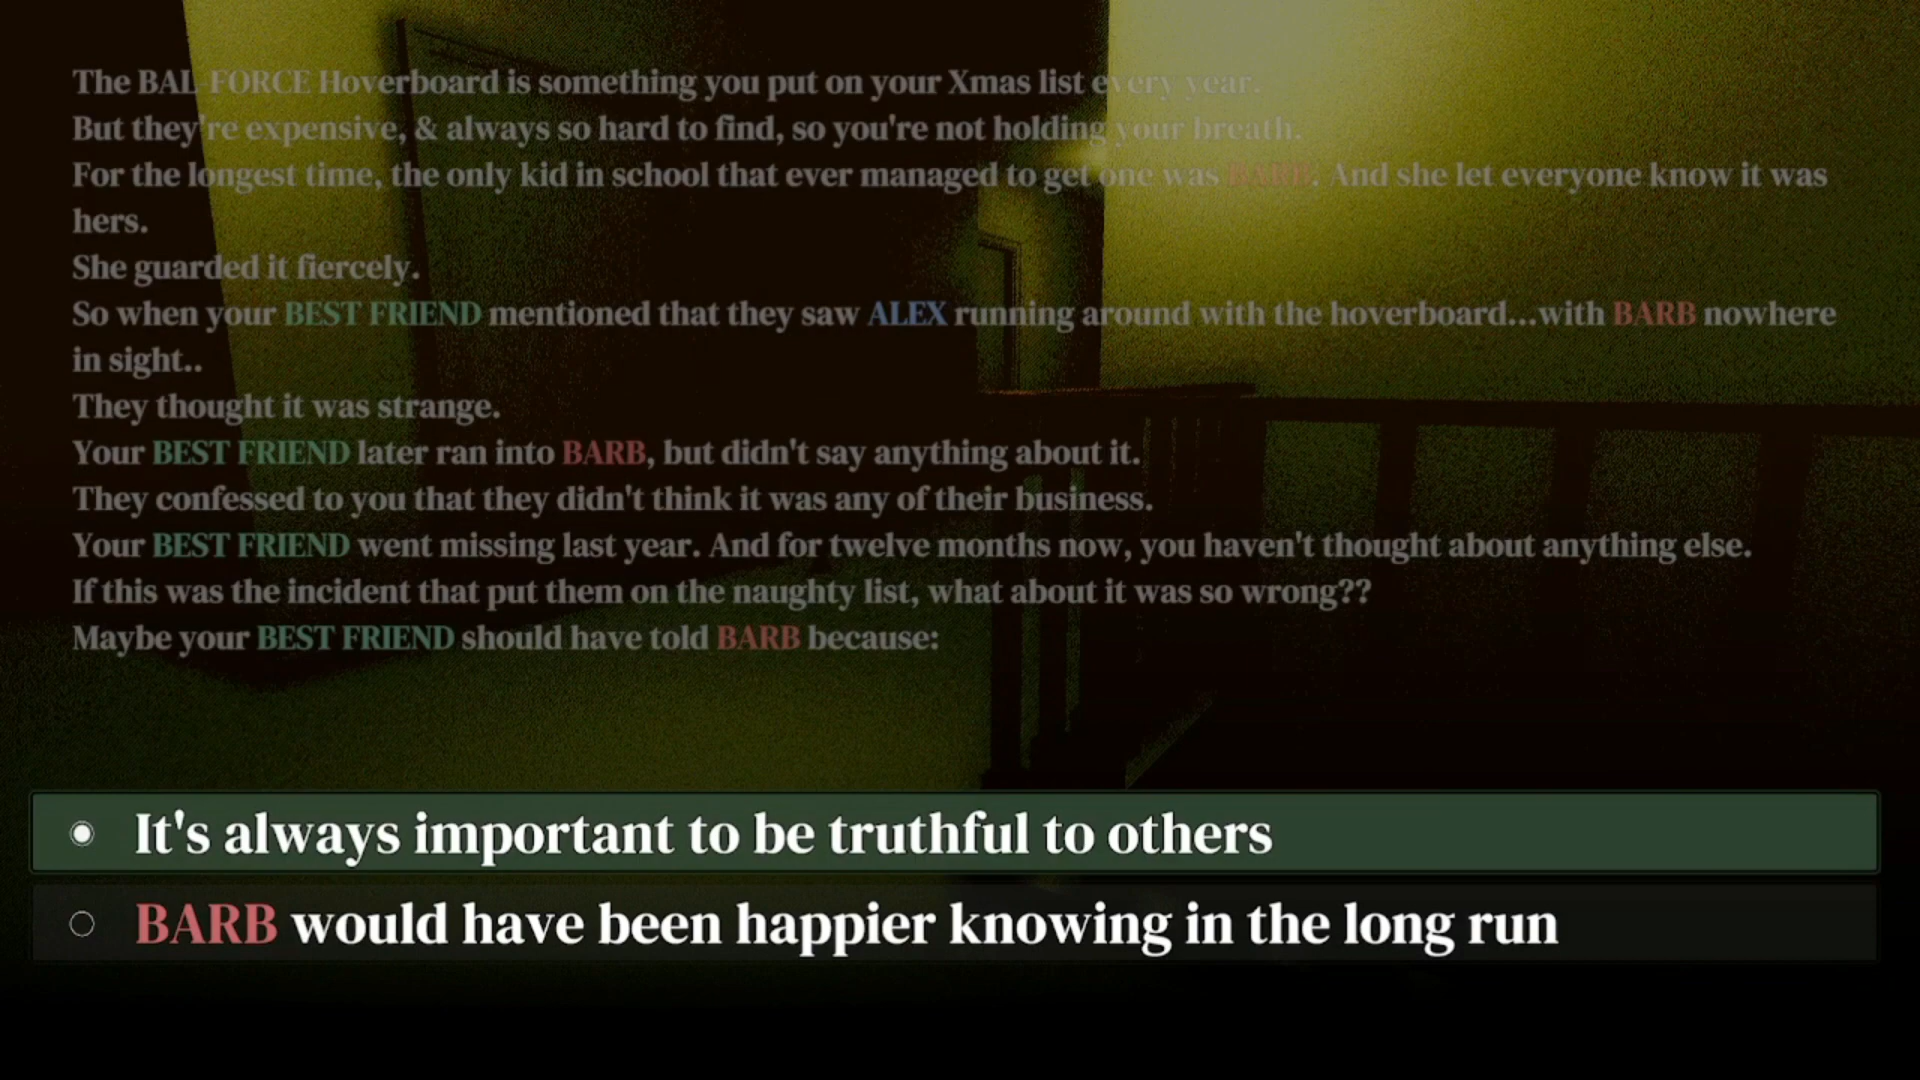 The BAL-FORCE Hoverboard is something you put on your Xmas list every year.
But they're expensive, & always so hard to find, so you're not holding your breath.
For the longest time, the only kid in school that ever managed to get one was BARB. And she let everyone know it was
hers.
She guarded it fiercely.
So when your BEST FRIEND mentioned that they saw ALEX running around with the hoverboard...with BARB nowhere
in sight..
They thought it was strange.
Your BEST FRIEND later ran into BARB, but didn't say anything about it.
They confessed to you that they didn't think it was any of their business.
Your BEST FRIEND went missing last year. And for twelve months now, you haven't thought about anything else.
If this was the incident that put them on the naughty list, what about it was so wrong??
Maybe your BEST FRIEND should have told BARB because:
It's always important to be truthful to others
BARB would have been happier knowing in the long run